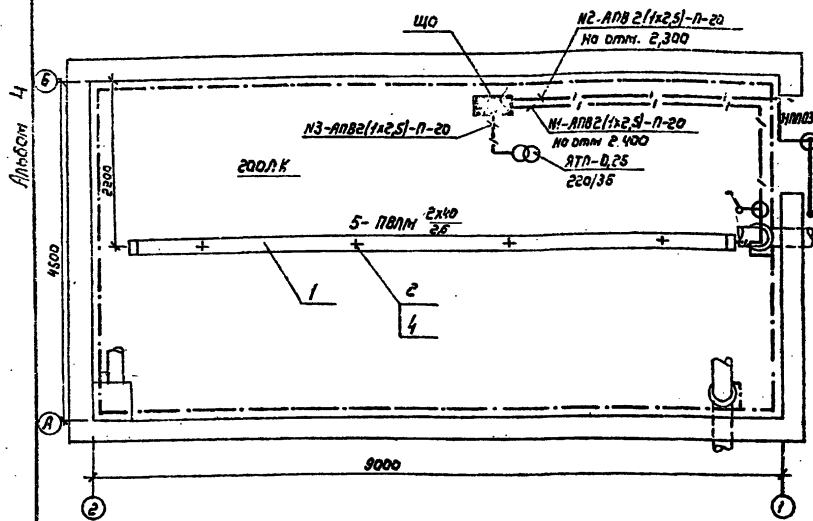 Альбом 4
ЩО
N2-АПВ 2(1х2,5)-П-20
на отм. 2,300
Б
N3-АПВ2(1х2,5)-П-20
N1-АПВ2(1х2,5)-П-20
на отм 2.400
ЯТП-0,25
220/36
200ЛК
2200
4500
5- ПВЛМ 2х40
2,6
1
2
4
А
9000
2
1